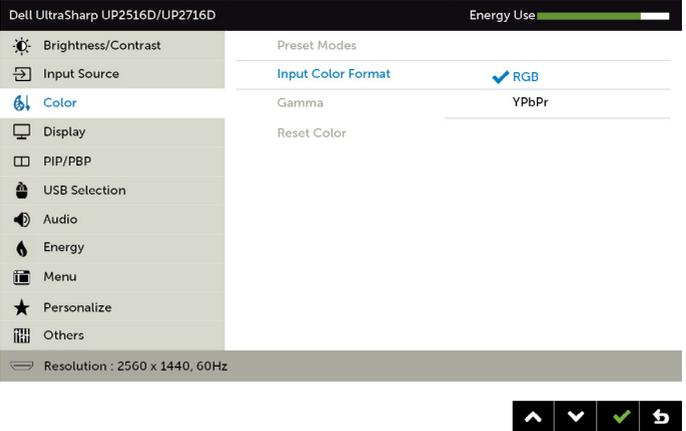 Dell UltraSharp UP2516D/UP2716D Energy Use
Brightness/Contrast Preset Modes
Input Source Input Color Format RGB
Color Gamma YPbPr
Display Reset Color
PIP/PBP
USB Selection
Audio
Energy
Menu
Personalize
Others
Resolution : 2560 x 1440, 60Hz